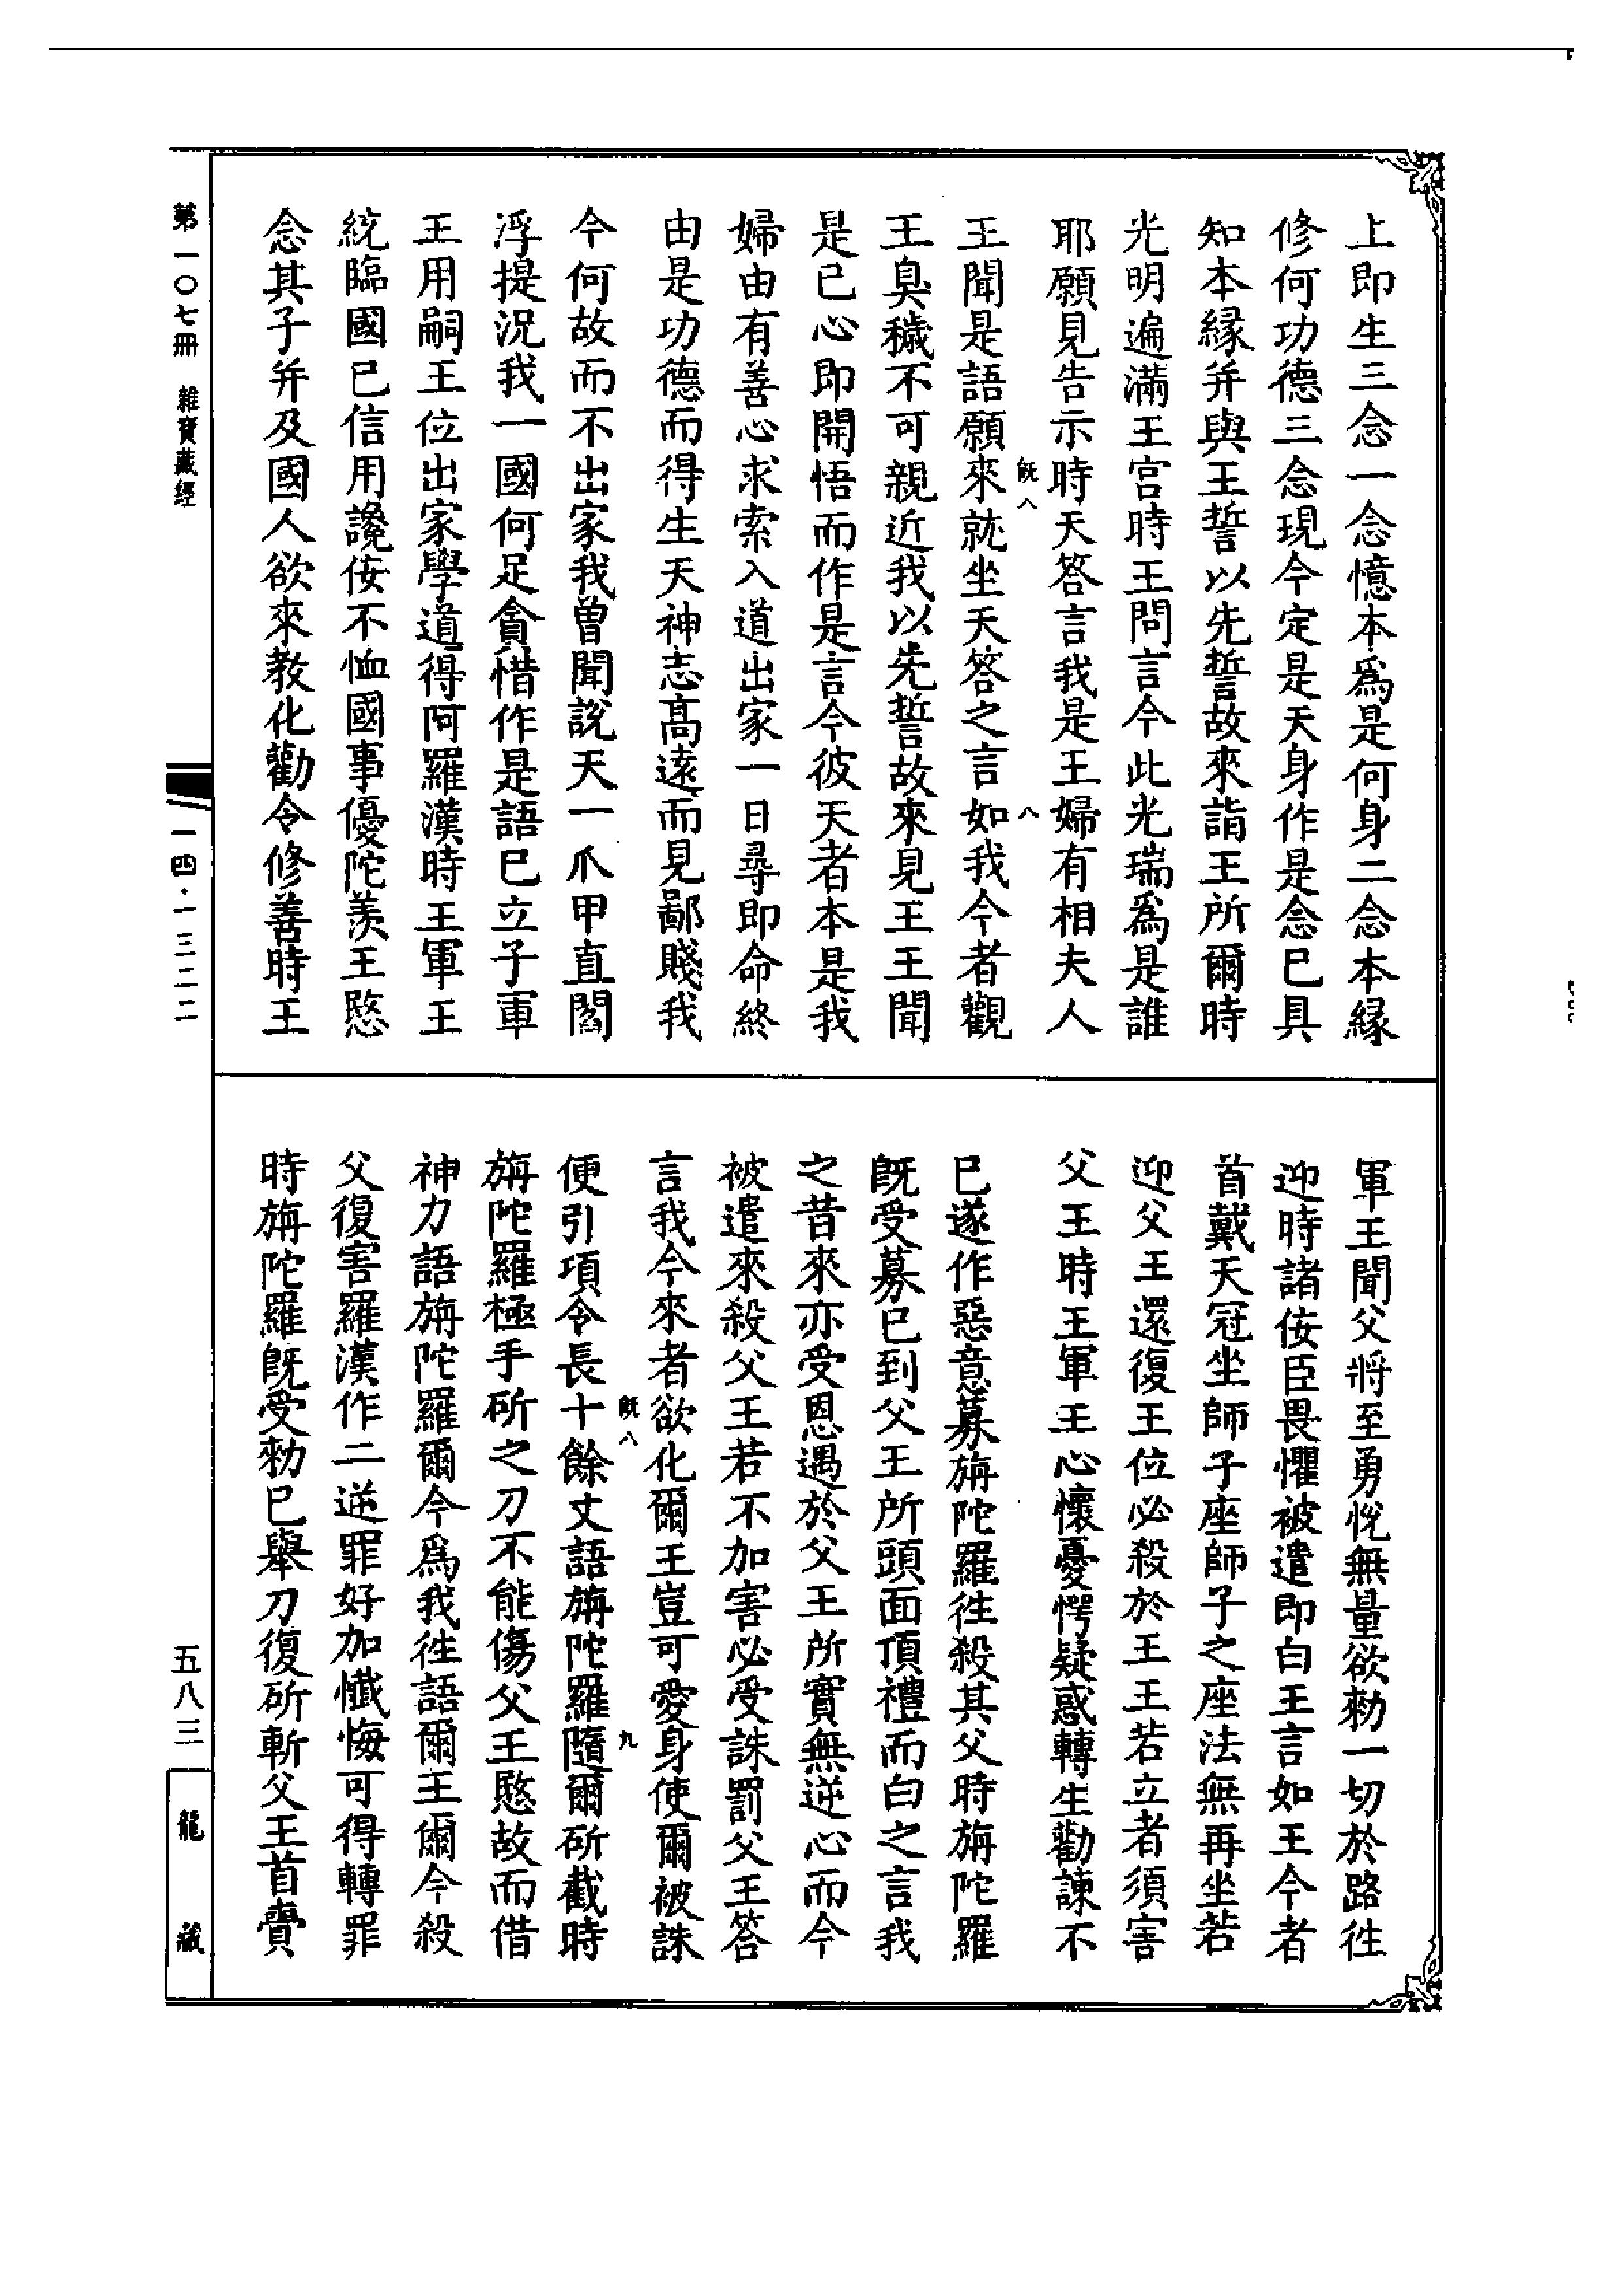 上即生三念一念憶本爲是何身二念本緣
修何功德三念現今定是天身作是念已具
知本緣并與王誓以先誓故來詣王所爾時
光明遍滿王宮時王問言今此光瑞爲是誰
耶願見告示時天答言我是王婦有相夫人
既八
八
王聞是語願來就坐天答之言如我今者觀
王臭穢不可親近我以先誓故來見王王聞
是已心即開悟而作是言今彼天者本是我
婦由有善心求索入道出家一日尋即命終
由是功德而得生天神志高遠而見鄙賤我
今何故而不出家我曽聞說天一爪甲直閻
浮提況我一國何足貪惜作是語已立子軍
王用嗣王位出家學道得阿羅漢時王軍王
統臨國已信用讒佞不恤國事優陀羨王愍
念其子并及國人欲來教化勸令修善時王
軍王聞父將至勇悅無量欲勑一切於路徃
迎時諸佞臣畏懼被遣即白王言如王今者
首戴天冠坐師子座師子之座法無再坐若
迎父王還復王位必殺於王王若立者須害
父王時王軍王心懷憂愕疑惑轉生勸諫不
已遂作惡意募旃陀羅徃殺其父時旃陀羅
既受募已到父王所頭面頂禮而白之言我
之昔來亦受恩遇於父王所實無逆心而今
被遣來殺父王若不加害必受誅罰父王答
言我今來者欲化爾王豈可愛身使爾被誅
既八
九
便引項令長十餘丈語旃陀羅隨爾斫截時
旃陀羅極手斫之刀不能傷父王愍故而借
神力語旃陀羅爾今爲我徃語爾王爾今殺
父復害羅漢作二逆罪好加懺悔可得轉罪
時旃陀羅既受勑已舉刀復斫斬父王首賷
第一〇七冊 雜寶藏經
一四·一三二二
五八三
龍藏